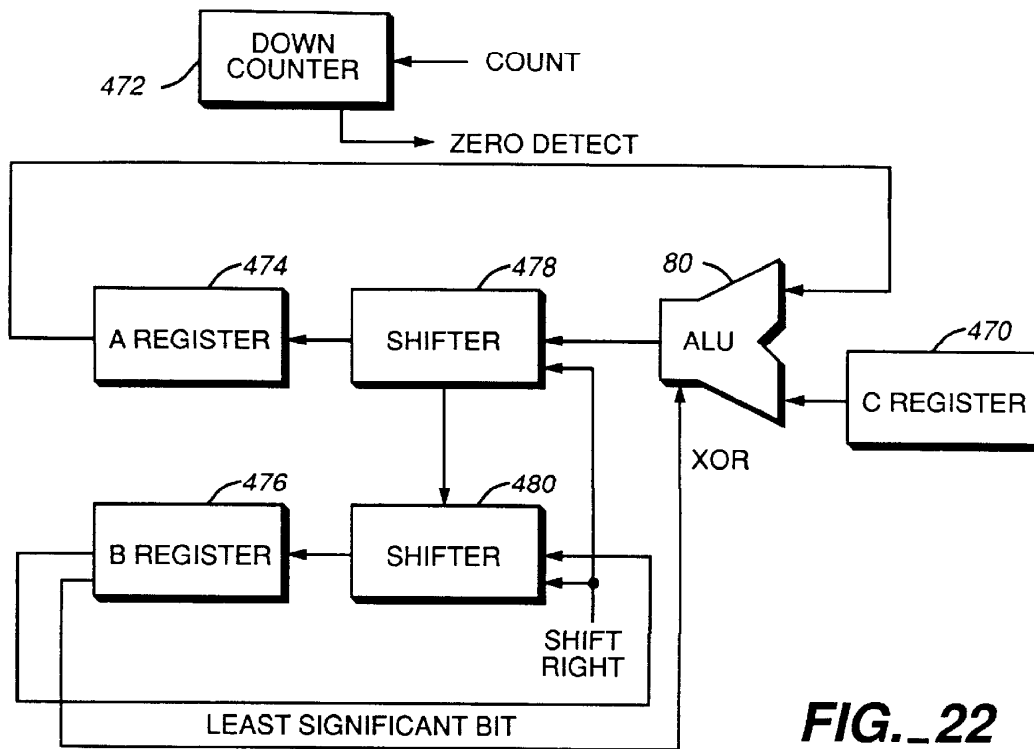 DOWN
COUNTER
472
COUNT
ZERO DETECT
474
478
80
470
A REGISTER
SHIFTER
ALU
C REGISTER
XOR
476
480
B REGISTER
SHIFTER
SHIFT
RIGHT
LEAST SIGNIFICANT BIT
FIG._22